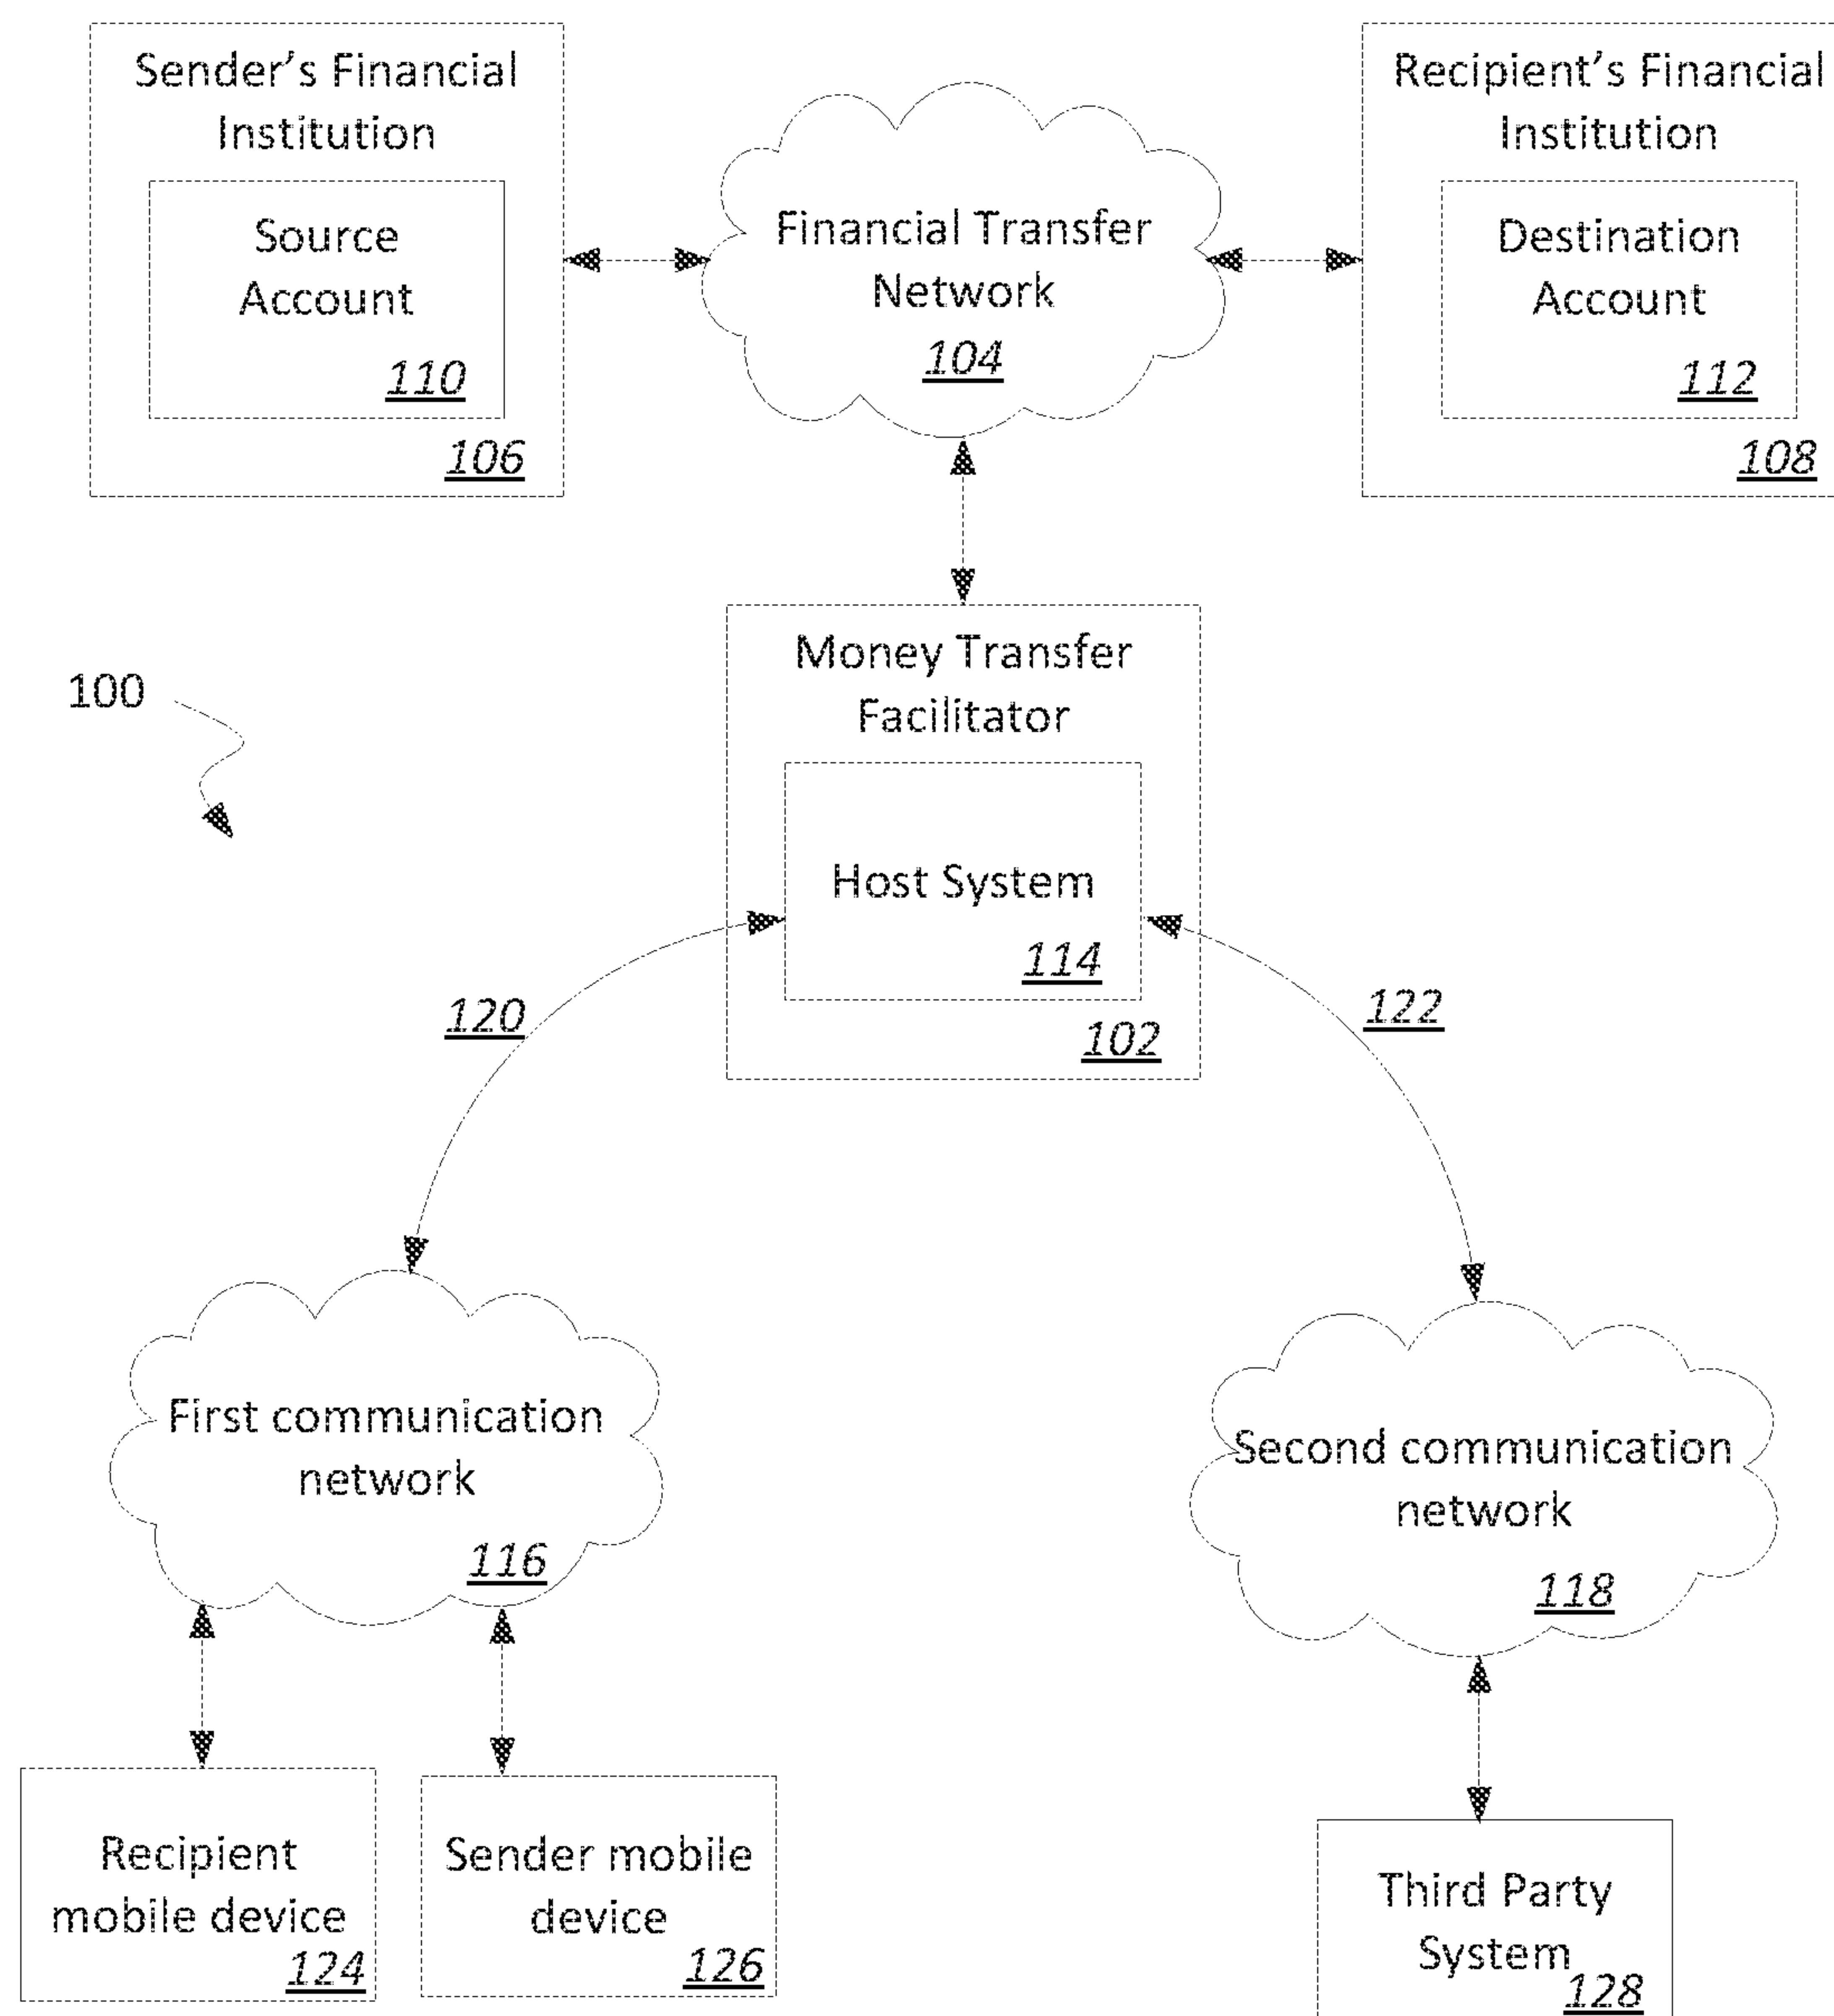 Sender's Financial
Institution
Source
Account
110
106
Financial Transfer
Network
104
Recipient's Financial
Institution
Destination
Account
112
108
100
Money Transfer
Facilitator
Host System
114
102
120
122
First communication
network
116
Second communication
network
118
Recipient
mobile device
124
Sender mobile
device
126
Third Party
System
128